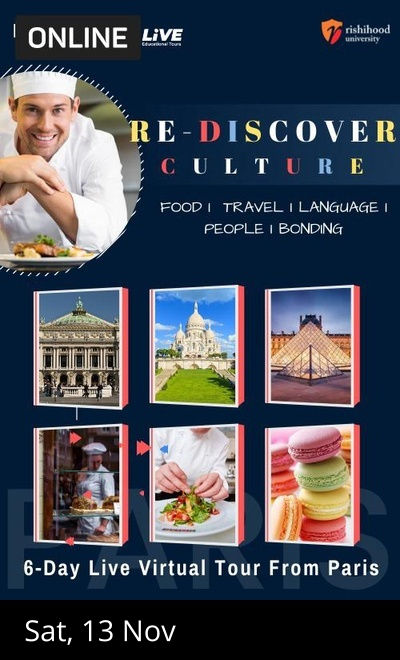 ONLINE
LiVE
Educational Tours
rishihood
university
RE-DISCOVER
CULTURE
FOOD I TRAVEL I LANGUAGE I
PEOPLE I BONDING
PARIS
6-Day Live Virtual Tour From Paris
Sat, 13 Nov